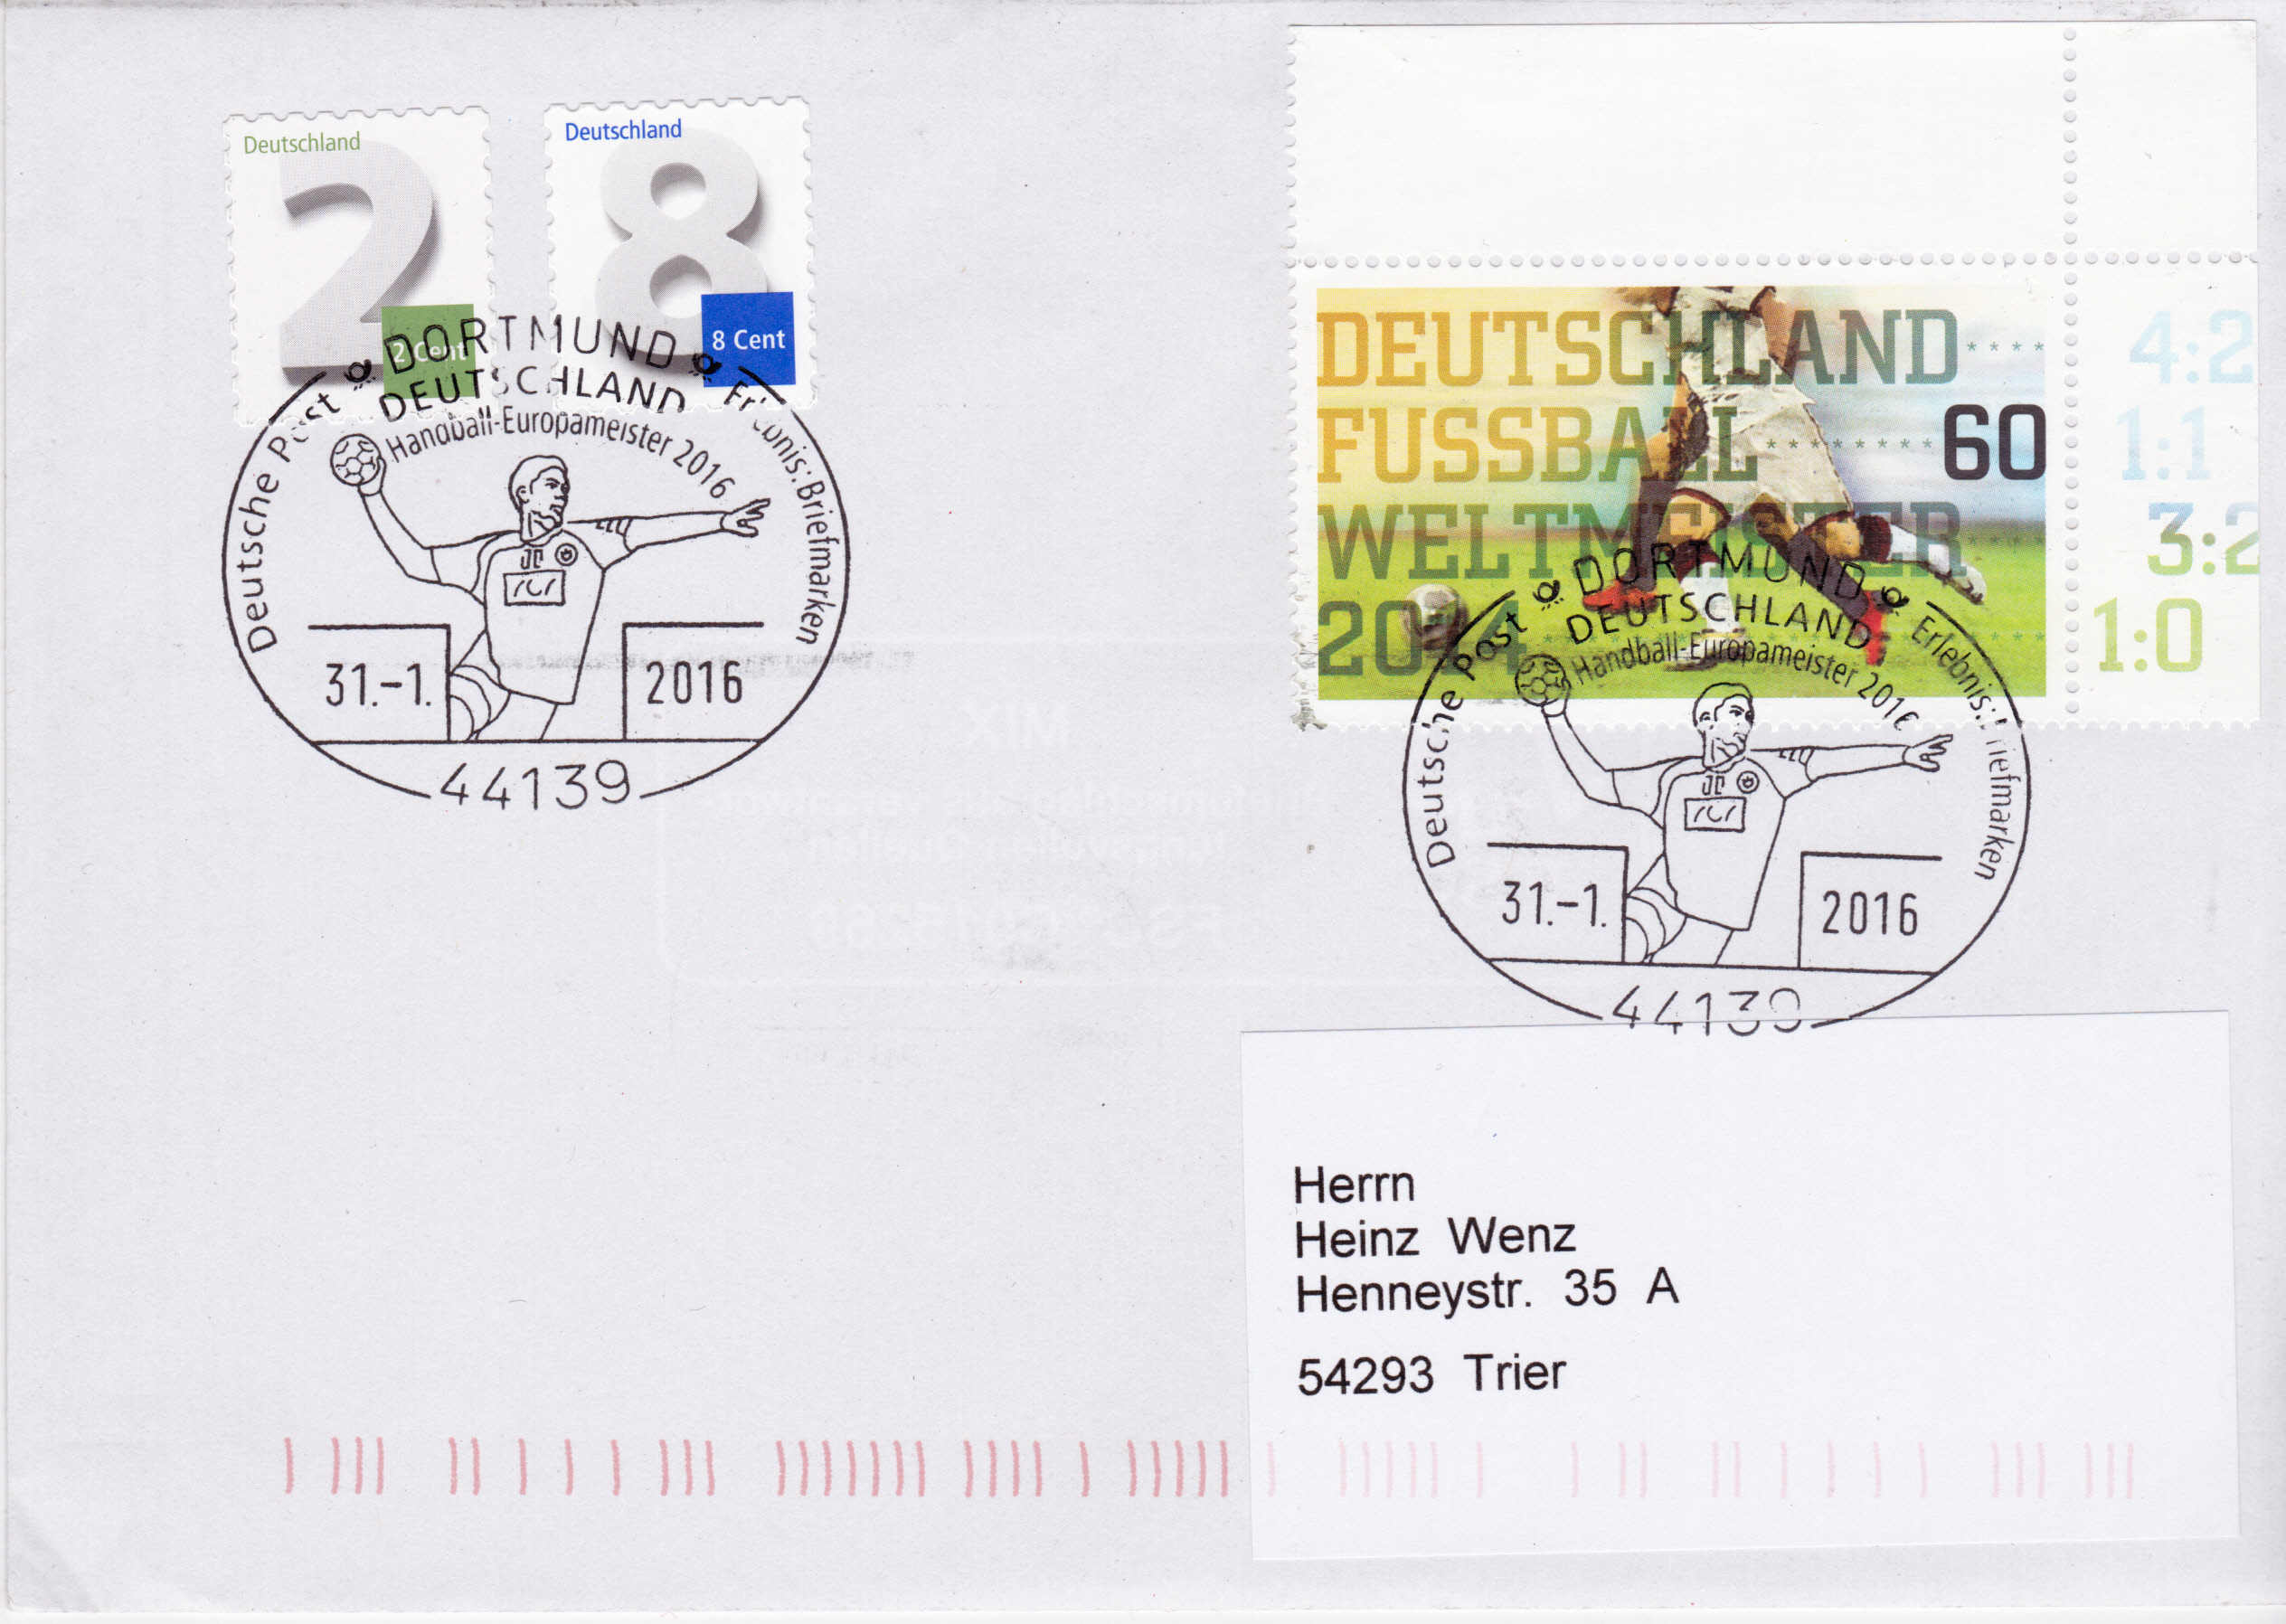 Deutschland
2 Cent
Deutschland
8 Cent
DORTMUND
DEUTSCHLAND
Handball-Europameister 2016
Deutsche Post
Erlebnis: Briefmarken
31.-1. 2016
44139
DEUTSCHLAND
FUSSBALL 60
WELTMEISTER
2014
4:2
1:1
3:2
1:0
DORTMUND
DEUTSCHLAND
Handball-Europameister 2016
Deutsche Post
Erlebnis: Briefmarken
31.-1. 2016
44139
Herrn
Heinz Wenz
Henneystr. 35 A
54293 Trier